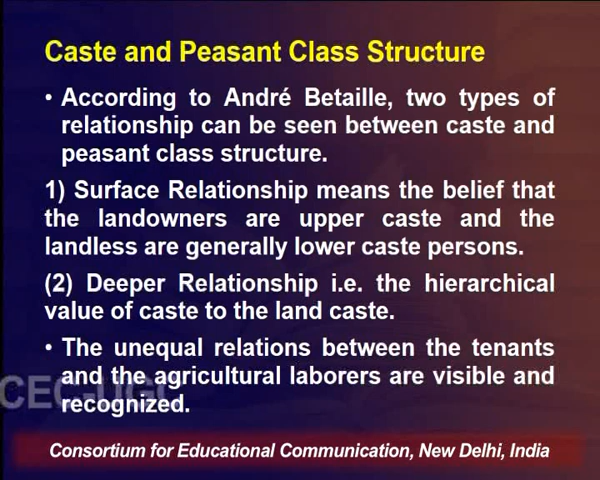 Caste and Peasant Class Structure
• According to André Betaille, two types of
relationship can be seen between caste and
peasant class structure.
1) Surface Relationship means the belief that
the landowners are upper caste and the
landless are generally lower caste persons.
(2) Deeper Relationship i.e. the hierarchical
value of caste to the land caste.
• The unequal relations between the tenants
and the agricultural laborers are visible and
recognized.
CEC-UGC
Consortium for Educational Communication, New Delhi, India